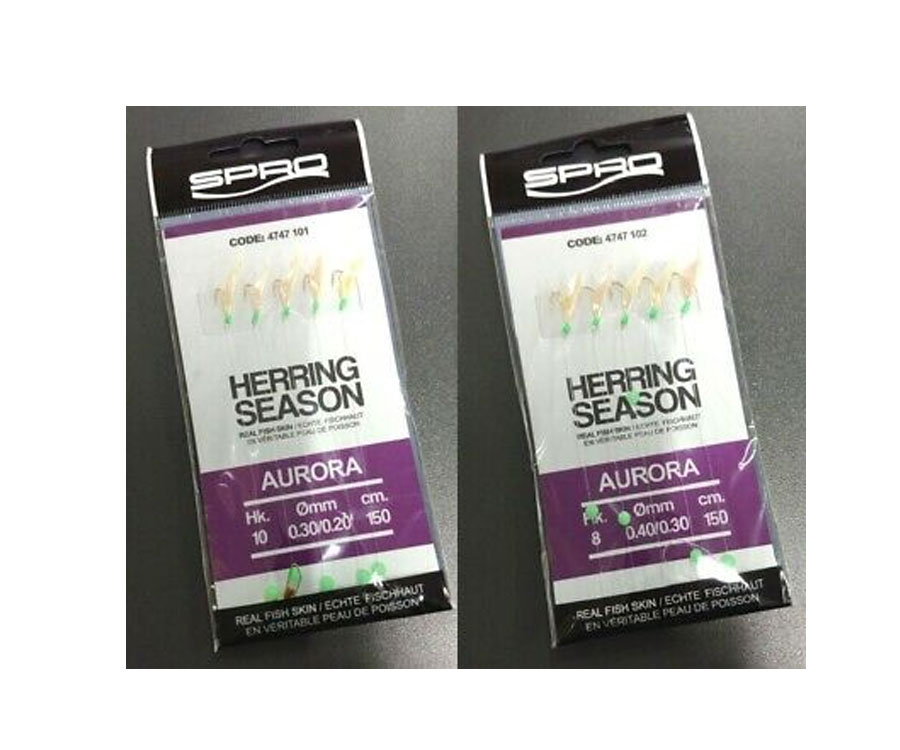 SPRO
CODE: 4747 101
HERRING
SEASON
REAL FISH SKIN / ECHTE FISCHHAUT
EN VÉRITABLE PEAU DE POISSON
AURORA
Hk. Ømm cm.
10 0.30/0.20 150
REAL FISH SKIN / ECHTE FISCHHAUT
EN VÉRITABLE PEAU DE POISSON
SPRO
CODE: 4747 102
HERRING
SEASON
REAL FISH SKIN / ECHTE FISCHHAUT
EN VÉRITABLE PEAU DE POISSON
AURORA
Hk. Ømm cm.
8 0.40/0.30 150
REAL FISH SKIN / ECHTE FISCHHAUT
EN VÉRITABLE PEAU DE POISSON